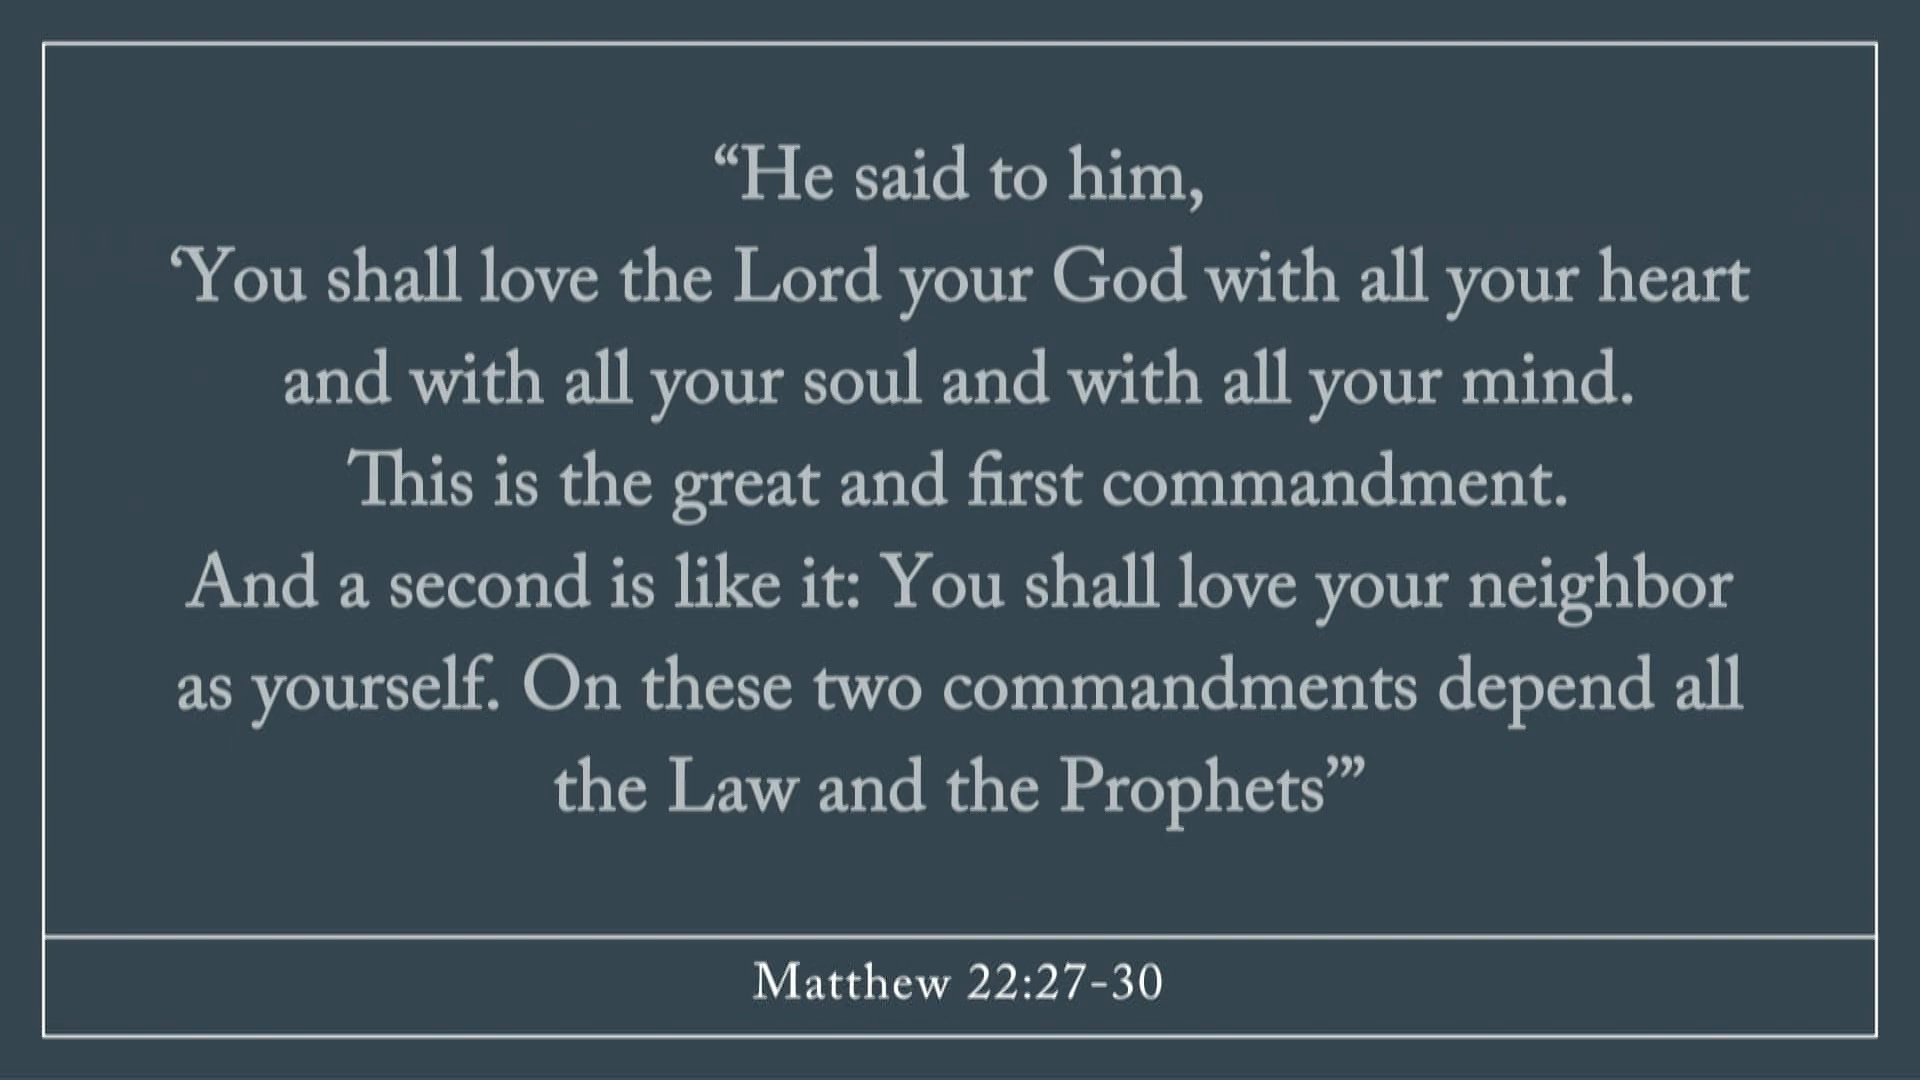 “He said to him,
‘You shall love the Lord your God with all your heart
and with all your soul and with all your mind.
This is the great and first commandment.
And a second is like it: You shall love your neighbor
as yourself. On these two commandments depend all
the Law and the Prophets’”
Matthew 22:27-30